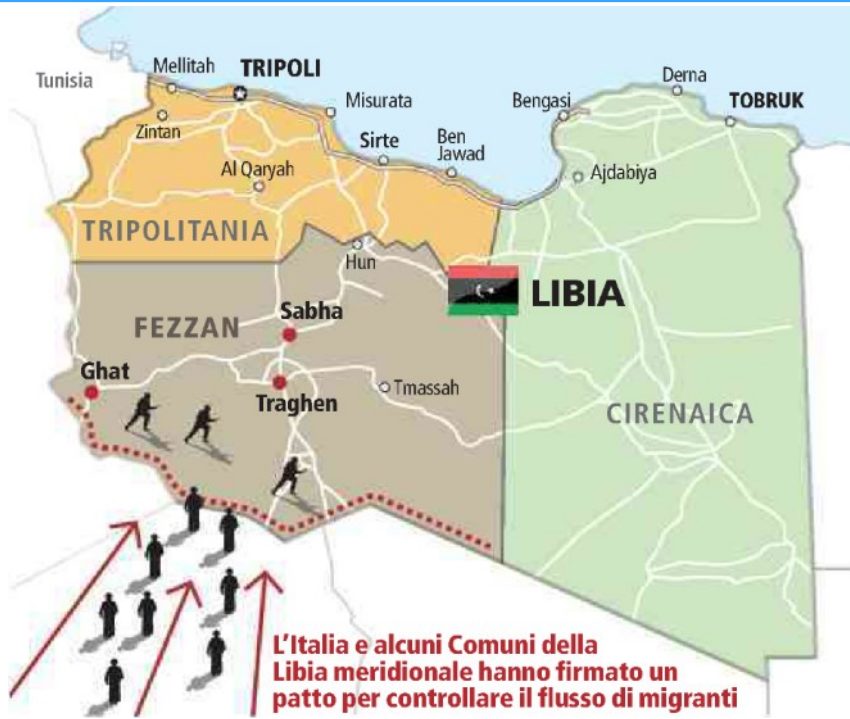 Tunisia
Mellitah
TRIPOLI
Misurata
Zintan
Al Qaryah
Sirte
Ben
Jawad
Bengasi
Derna
TOBRUK
Ajdabiya
TRIPOLITANIA
Hun
LIBIA
FEZZAN
Sabha
Ghat
Traghen
Tmassah
CIRENAICA
L'Italia e alcuni Comuni della
Libia meridionale hanno firmato un
patto per controllare il flusso di migranti